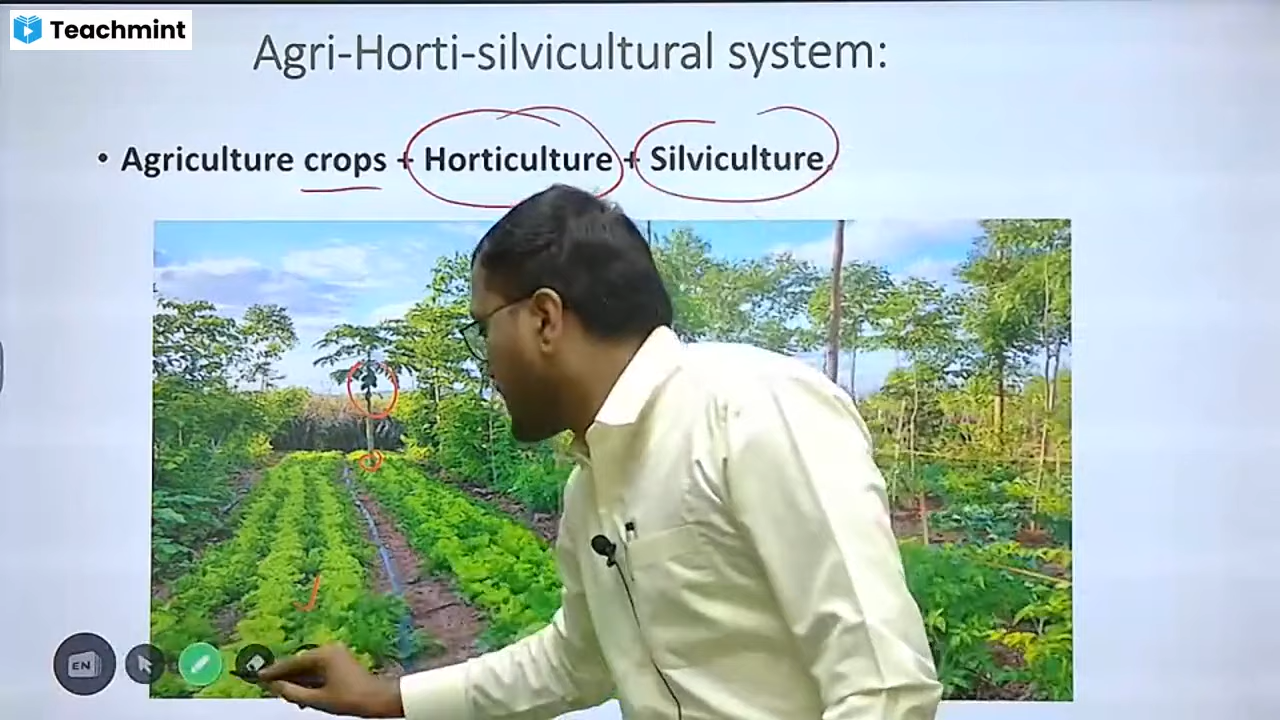 Teachmint
Agri-Horti-silvicultural system:
• Agriculture crops + Horticulture + Silviculture.
EN